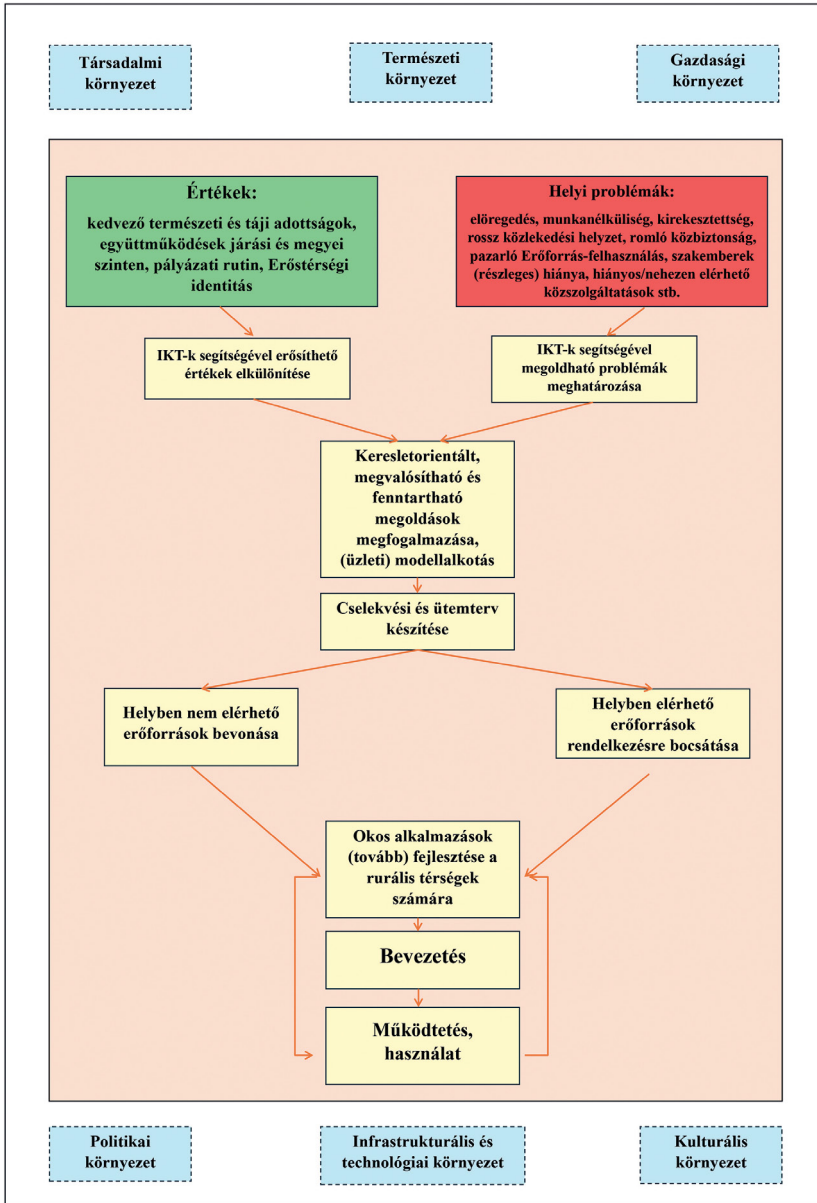 Társadalmi
környezet
Természeti
környezet
Gazdasági
környezet
Értékek:
kedvező természeti és táji adottságok,
együttműködések járási és megyei
szinten, pályázati rutin, Erőstérségi
identitás
Helyi problémák:
elöregedés, munkanélküliség, kirekesztettség,
rossz közlekedési helyzet, romló közbiztonság,
pazarló Erőforrás-felhasználás, szakemberek
(részleges) hiánya, hiányos/nehezen elérhető
közszolgáltatások stb.
IKT-k segítségével erősíthető
értékek elkülönítése
IKT-k segítségével
megoldható problémák
meghatározása
Keresletorientált,
megvalósítható és
fenntartható
megoldások
megfogalmazása,
(üzleti) modellalkotás
Cselekvési és ütemterv
készítése
Helyben nem elérhető
erőforrások bevonása
Helyben elérhető
erőforrások
rendelkezésre bocsátása
Okos alkalmazások
(tovább) fejlesztése a
rurális térségek
számára
Bevezetés
Működtetés,
használat
Politikai
környezet
Infrastrukturális és
technológiai környezet
Kulturális
környezet